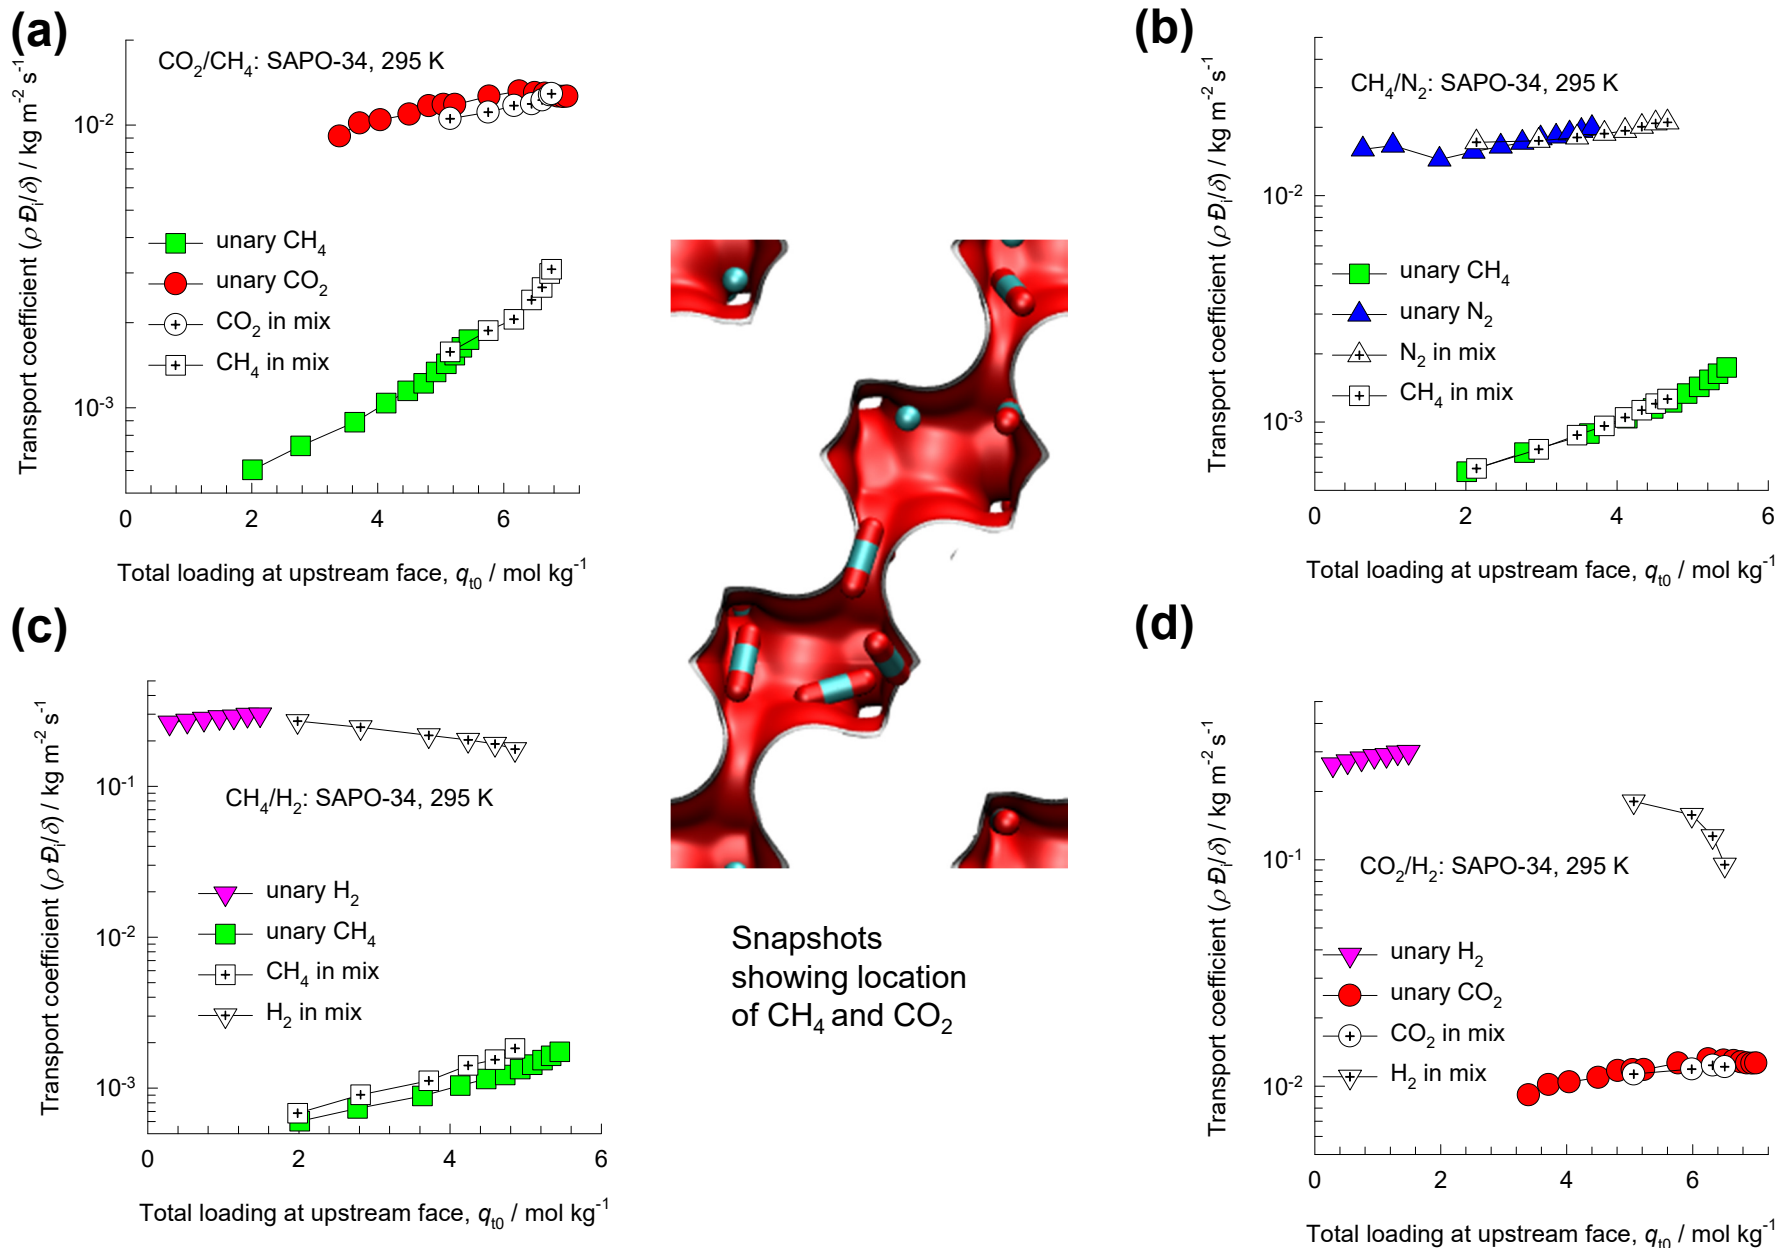 (a)
CO2/CH4: SAPO-34, 295 K
Transport coefficient (ρ Đi/δ) / kg m-2 s-1
10-2
10-3
unary CH4
unary CO2
CO2 in mix
CH4 in mix
0 2 4 6
Total loading at upstream face, qt0 / mol kg-1
(b)
CH4/N2: SAPO-34, 295 K
Transport coefficient (ρ Đi/δ) / kg m-2 s-1
10-2
10-3
unary CH4
unary N2
N2 in mix
CH4 in mix
0 2 4 6
Total loading at upstream face, qt0 / mol kg-1
(c)
Transport coefficient (ρ Đi/δ) / kg m-2 s-1
10-1
10-2
10-3
CH4/H2: SAPO-34, 295 K
unary H2
unary CH4
CH4 in mix
H2 in mix
0 2 4 6
Total loading at upstream face, qt0 / mol kg-1
Snapshots
showing location
of CH4 and CO2
(d)
Transport coefficient (ρ Đi/δ) / kg m-2 s-1
10-1
10-2
CO2/H2: SAPO-34, 295 K
unary H2
unary CO2
CO2 in mix
H2 in mix
0 2 4 6
Total loading at upstream face, qt0 / mol kg-1